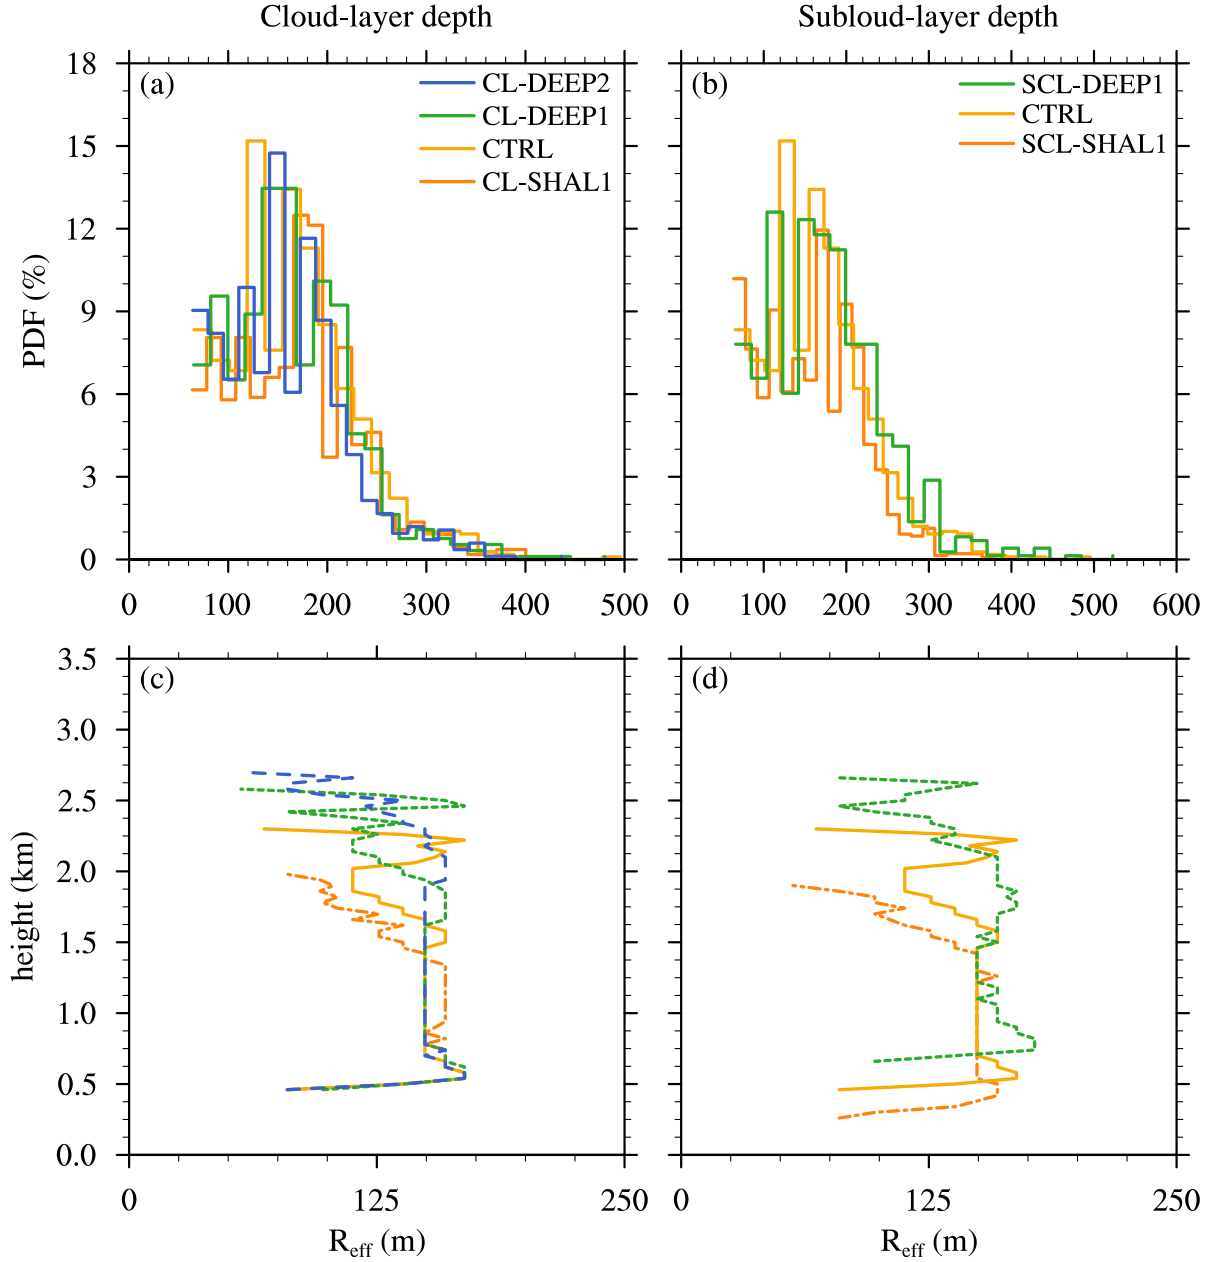 Cloud-layer depth
Subloud-layer depth
(a)
CL-DEEP2
CL-DEEP1
CTRL
CL-SHAL1
PDF (%)
18
15
12
9
6
3
0
0 100 200 300 400 500
(b)
SCL-DEEP1
CTRL
SCL-SHAL1
0 100 200 300 400 500 600
(c)
height (km)
3.5
3.0
2.5
2.0
1.5
1.0
0.5
0.0
0 125 250
R_eff (m)
(d)
0 125 250
R_eff (m)